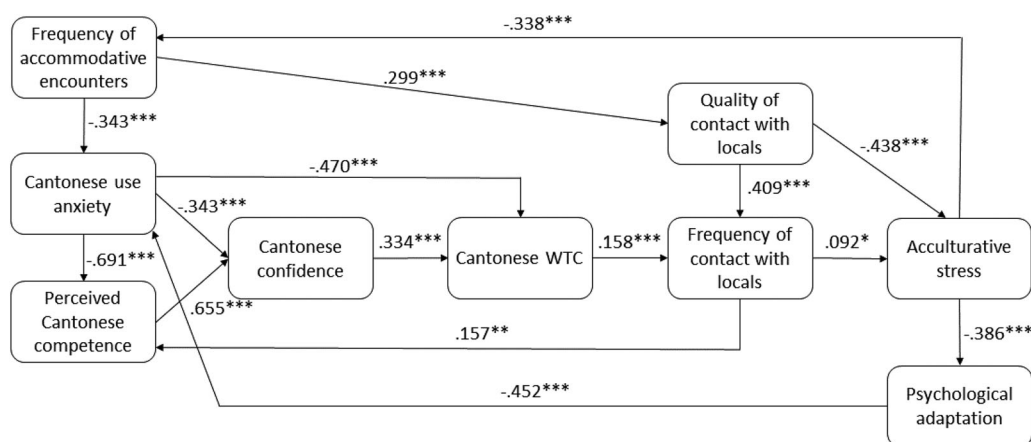 Frequency of
accommodative
encounters
-.338***
.299***
Quality of
contact with
locals
-.343***
-.438***
Cantonese use
anxiety
-.470***
.409***
-.343***
Cantonese
confidence
.334***
Cantonese WTC
.158***
Frequency of
contact with
locals
.092*
Acculturative
stress
-.691***
Perceived
Cantonese
competence
.655***
.157**
-.386***
-.452***
Psychological
adaptation